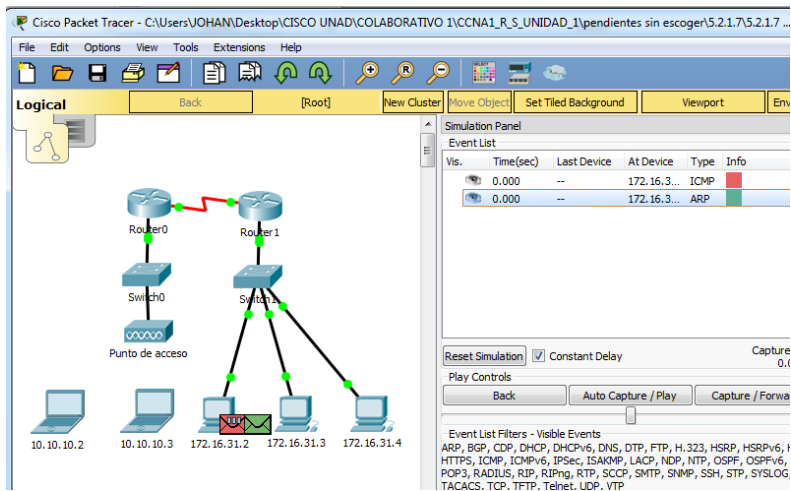 Cisco Packet Tracer - C:\Users\JOHAN\Desktop\CISCO UNAD\COLABORATIVO 1\CCNA1_R_S_UNIDAD_1\pendientes sin escoger\5.2.1.7\5.2.1.7 ...
File Edit Options View Tools Extensions Help
Logical Back [Root] New Cluster Move Object Set Tiled Background Viewport Env
Simulation Panel
Event List
Vis. Time(sec) Last Device At Device Type Info
0.000 -- 172.16.3... ICMP
0.000 -- 172.16.3... ARP
Router0
Router1
Switch0
Switch1
Punto de acceso
10.10.10.2
10.10.10.3
172.16.31.2
172.16.31.3
172.16.31.4
Reset Simulation Constant Delay Capture
0.0
Play Controls
Back Auto Capture / Play Capture / Forwa
Event List Filters - Visible Events
ARP, BGP, CDP, DHCP, DHCPv6, DNS, DTP, FTP, H.323, HSRP, HSRPv6,
HTTPS, ICMP, ICMPv6, IPSec, ISAKMP, LACP, NDP, NTP, OSPF, OSPFv6,
POP3, RADIUS, RIP, RIPng, RTP, SCCP, SMTP, SNMP, SSH, STP, SYSLOG,
TACACS, TCP, TFTP, Telnet, UDP, VTP